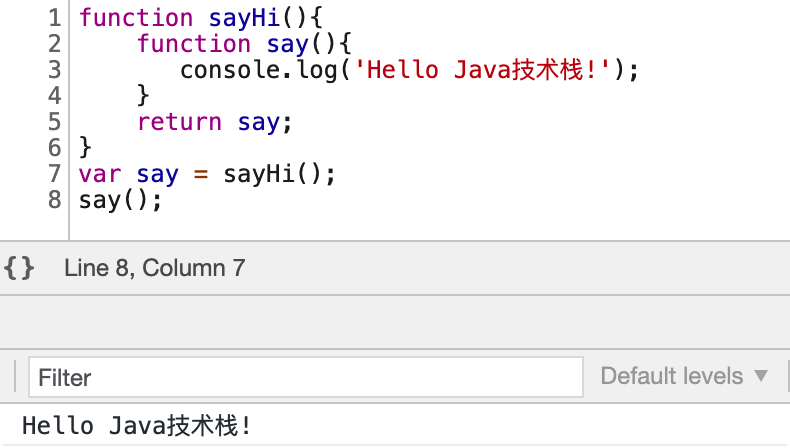 1 function sayHi(){
2     function say(){
3        console.log('Hello Java技术栈!');
4     }
5     return say;
6 }
7 var say = sayHi();
8 say();
{} Line 8, Column 7
Filter Default levels ▼
Hello Java技术栈!